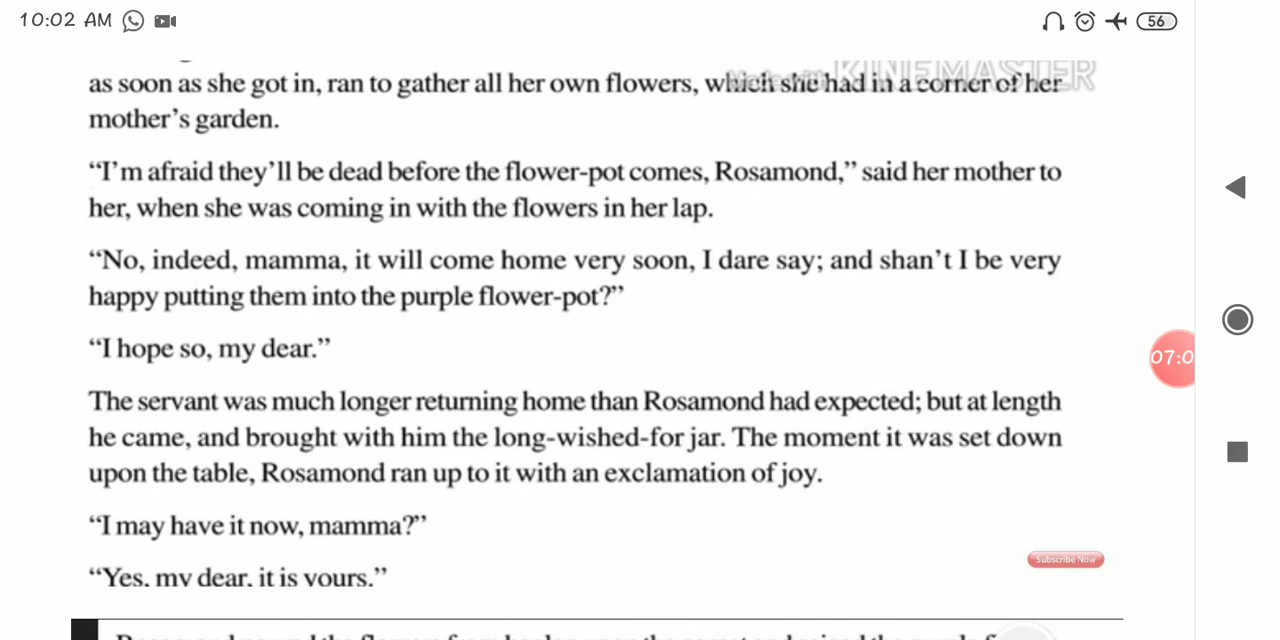 10:02 AM
56
Made with KINEMASTER
as soon as she got in, ran to gather all her own flowers, which she had in a corner of her
mother's garden.
“I'm afraid they'll be dead before the flower-pot comes, Rosamond,” said her mother to
her, when she was coming in with the flowers in her lap.
“No, indeed, mamma, it will come home very soon, I dare say; and shan't I be very
happy putting them into the purple flower-pot?”
“I hope so, my dear.”
07:0
The servant was much longer returning home than Rosamond had expected; but at length
he came, and brought with him the long-wished-for jar. The moment it was set down
upon the table, Rosamond ran up to it with an exclamation of joy.
“I may have it now, mamma?”
Subscribe Now
“Yes, my dear, it is yours.”